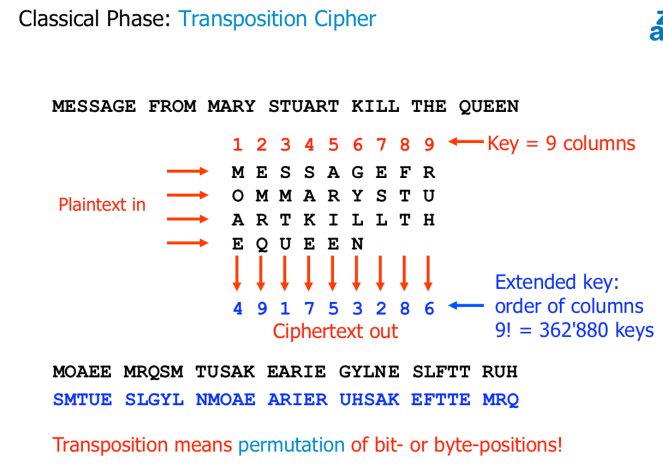 Classical Phase: Transposition Cipher
MESSAGE FROM MARY STUART KILL THE QUEEN
1 2 3 4 5 6 7 8 9 Key = 9 columns
M E S S A G E F R
O M M A R Y S T U
Plaintext in
A R T K I L L T H
E Q U E E N
4 9 1 7 5 3 2 8 6
Extended key:
order of columns
9! = 362'880 keys
Ciphertext out
MOAEE MRQSM TUSAK EARIE GYLNE SLFTT RUH
SMTUE SLGYL NMOAE ARIER UHSAK EFTTE MRQ
Transposition means permutation of bit- or byte-positions!